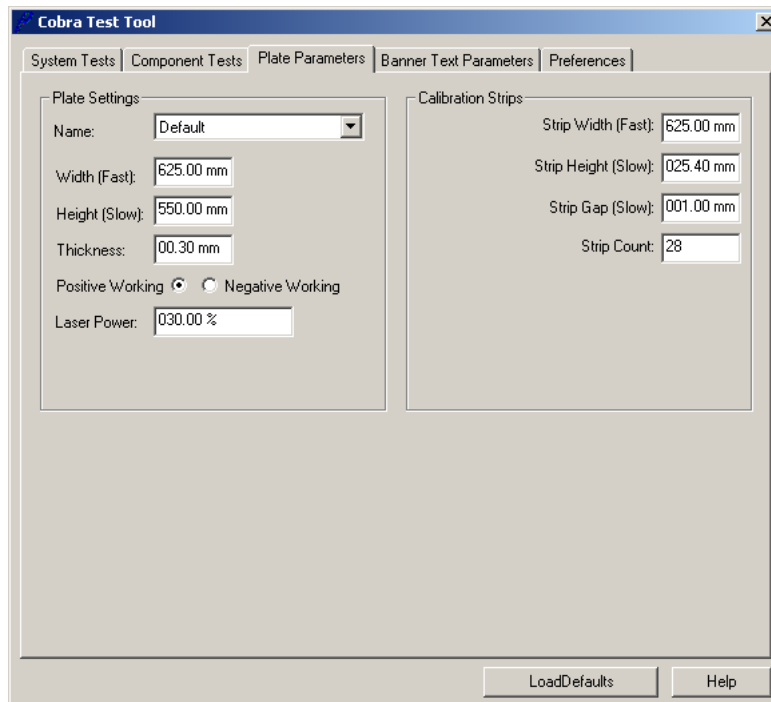 Cobra Test Tool
System Tests Component Tests Plate Parameters Banner Text Parameters Preferences
Plate Settings
Name: Default
Width (Fast): 625.00 mm
Height (Slow): 550.00 mm
Thickness: 00.30 mm
Positive Working Negative Working
Laser Power: 030.00 %
Calibration Strips
Strip Width (Fast): 625.00 mm
Strip Height (Slow): 025.40 mm
Strip Gap (Slow): 001.00 mm
Strip Count: 28
LoadDefaults Help